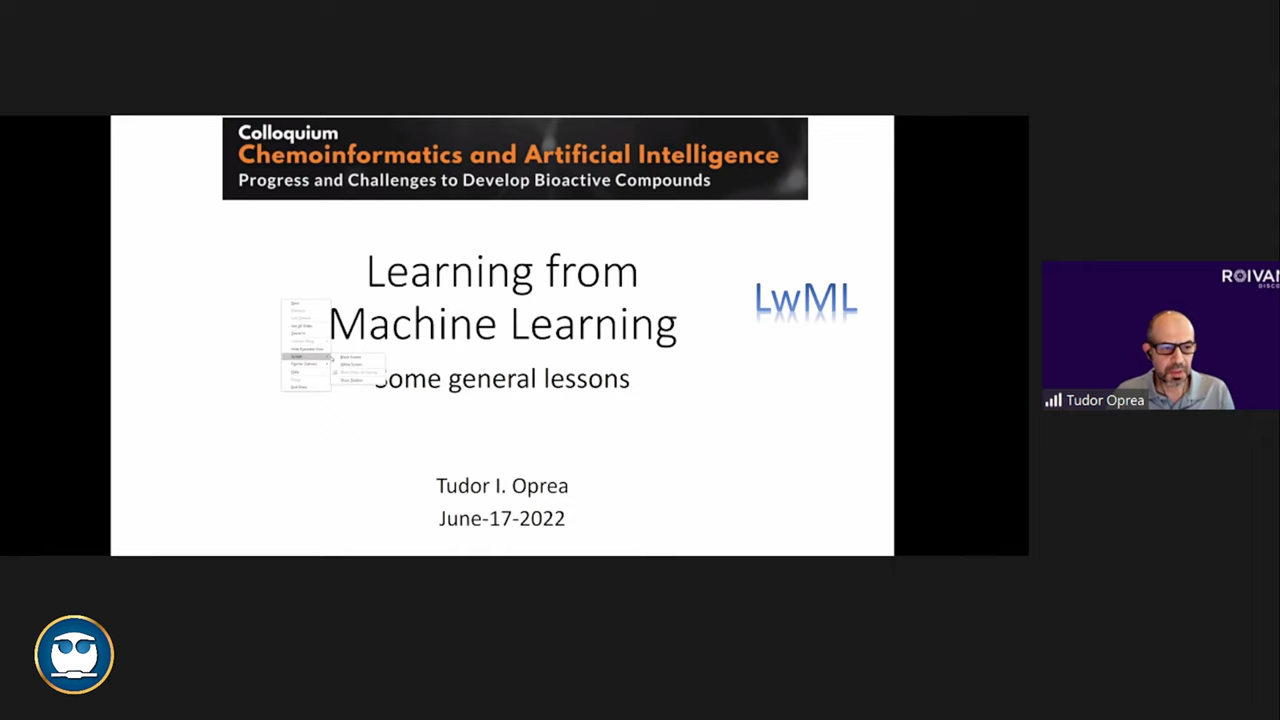 Colloquium
Chemoinformatics and Artificial Intelligence
Progress and Challenges to Develop Bioactive Compounds
Learning from
Machine Learning
LwML
some general lessons
Tudor I. Oprea
June-17-2022
Tudor Oprea